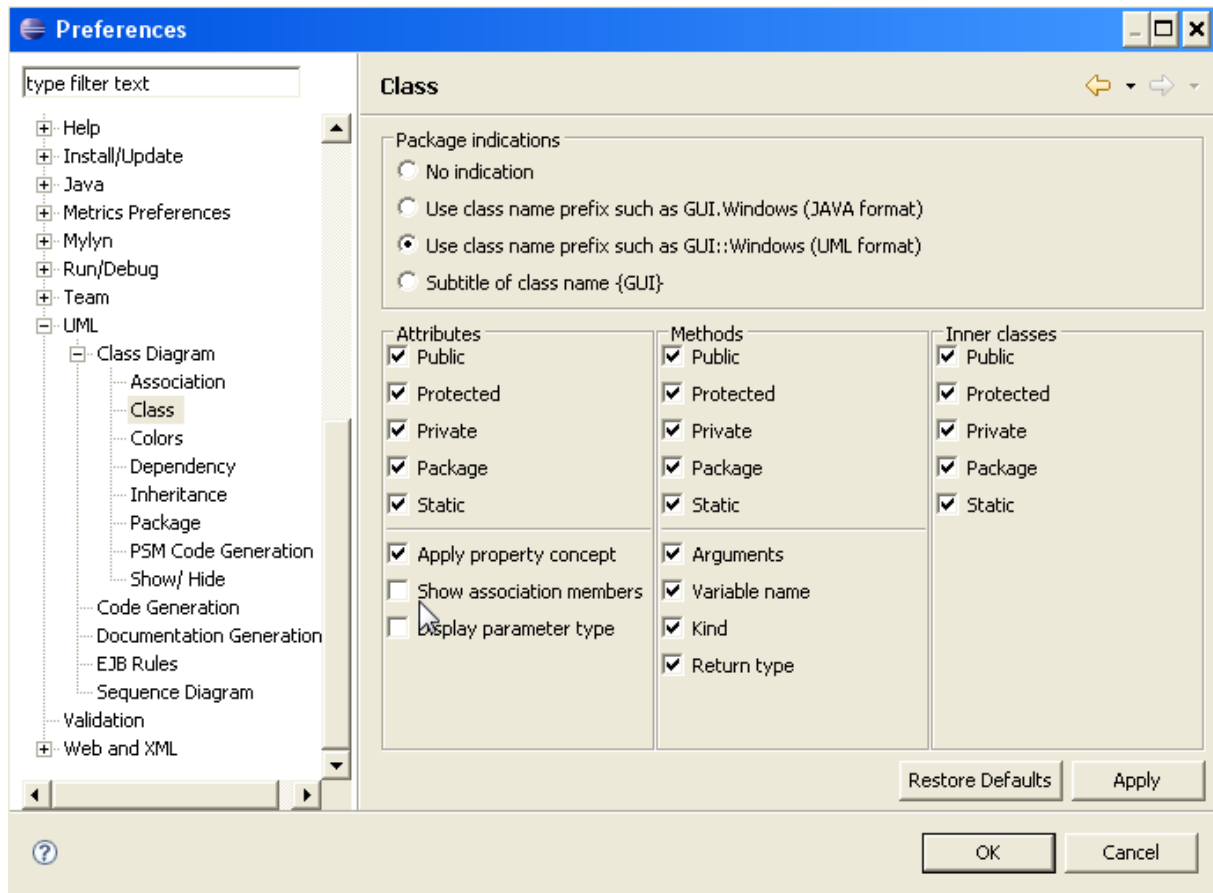 Preferences
type filter text
Help
Install/Update
Java
Metrics Preferences
Mylyn
Run/Debug
Team
UML
Class Diagram
Association
Class
Colors
Dependency
Inheritance
Package
PSM Code Generation
Show/ Hide
Code Generation
Documentation Generation
EJB Rules
Sequence Diagram
Validation
Web and XML
Class
Package indications
No indication
Use class name prefix such as GUI.Windows (JAVA format)
Use class name prefix such as GUI::Windows (UML format)
Subtitle of class name {GUI}
Attributes
Public
Protected
Private
Package
Static
Apply property concept
Show association members
Display parameter type
Methods
Public
Protected
Private
Package
Static
Arguments
Variable name
Kind
Return type
Inner classes
Public
Protected
Private
Package
Static
Restore Defaults
Apply
OK
Cancel